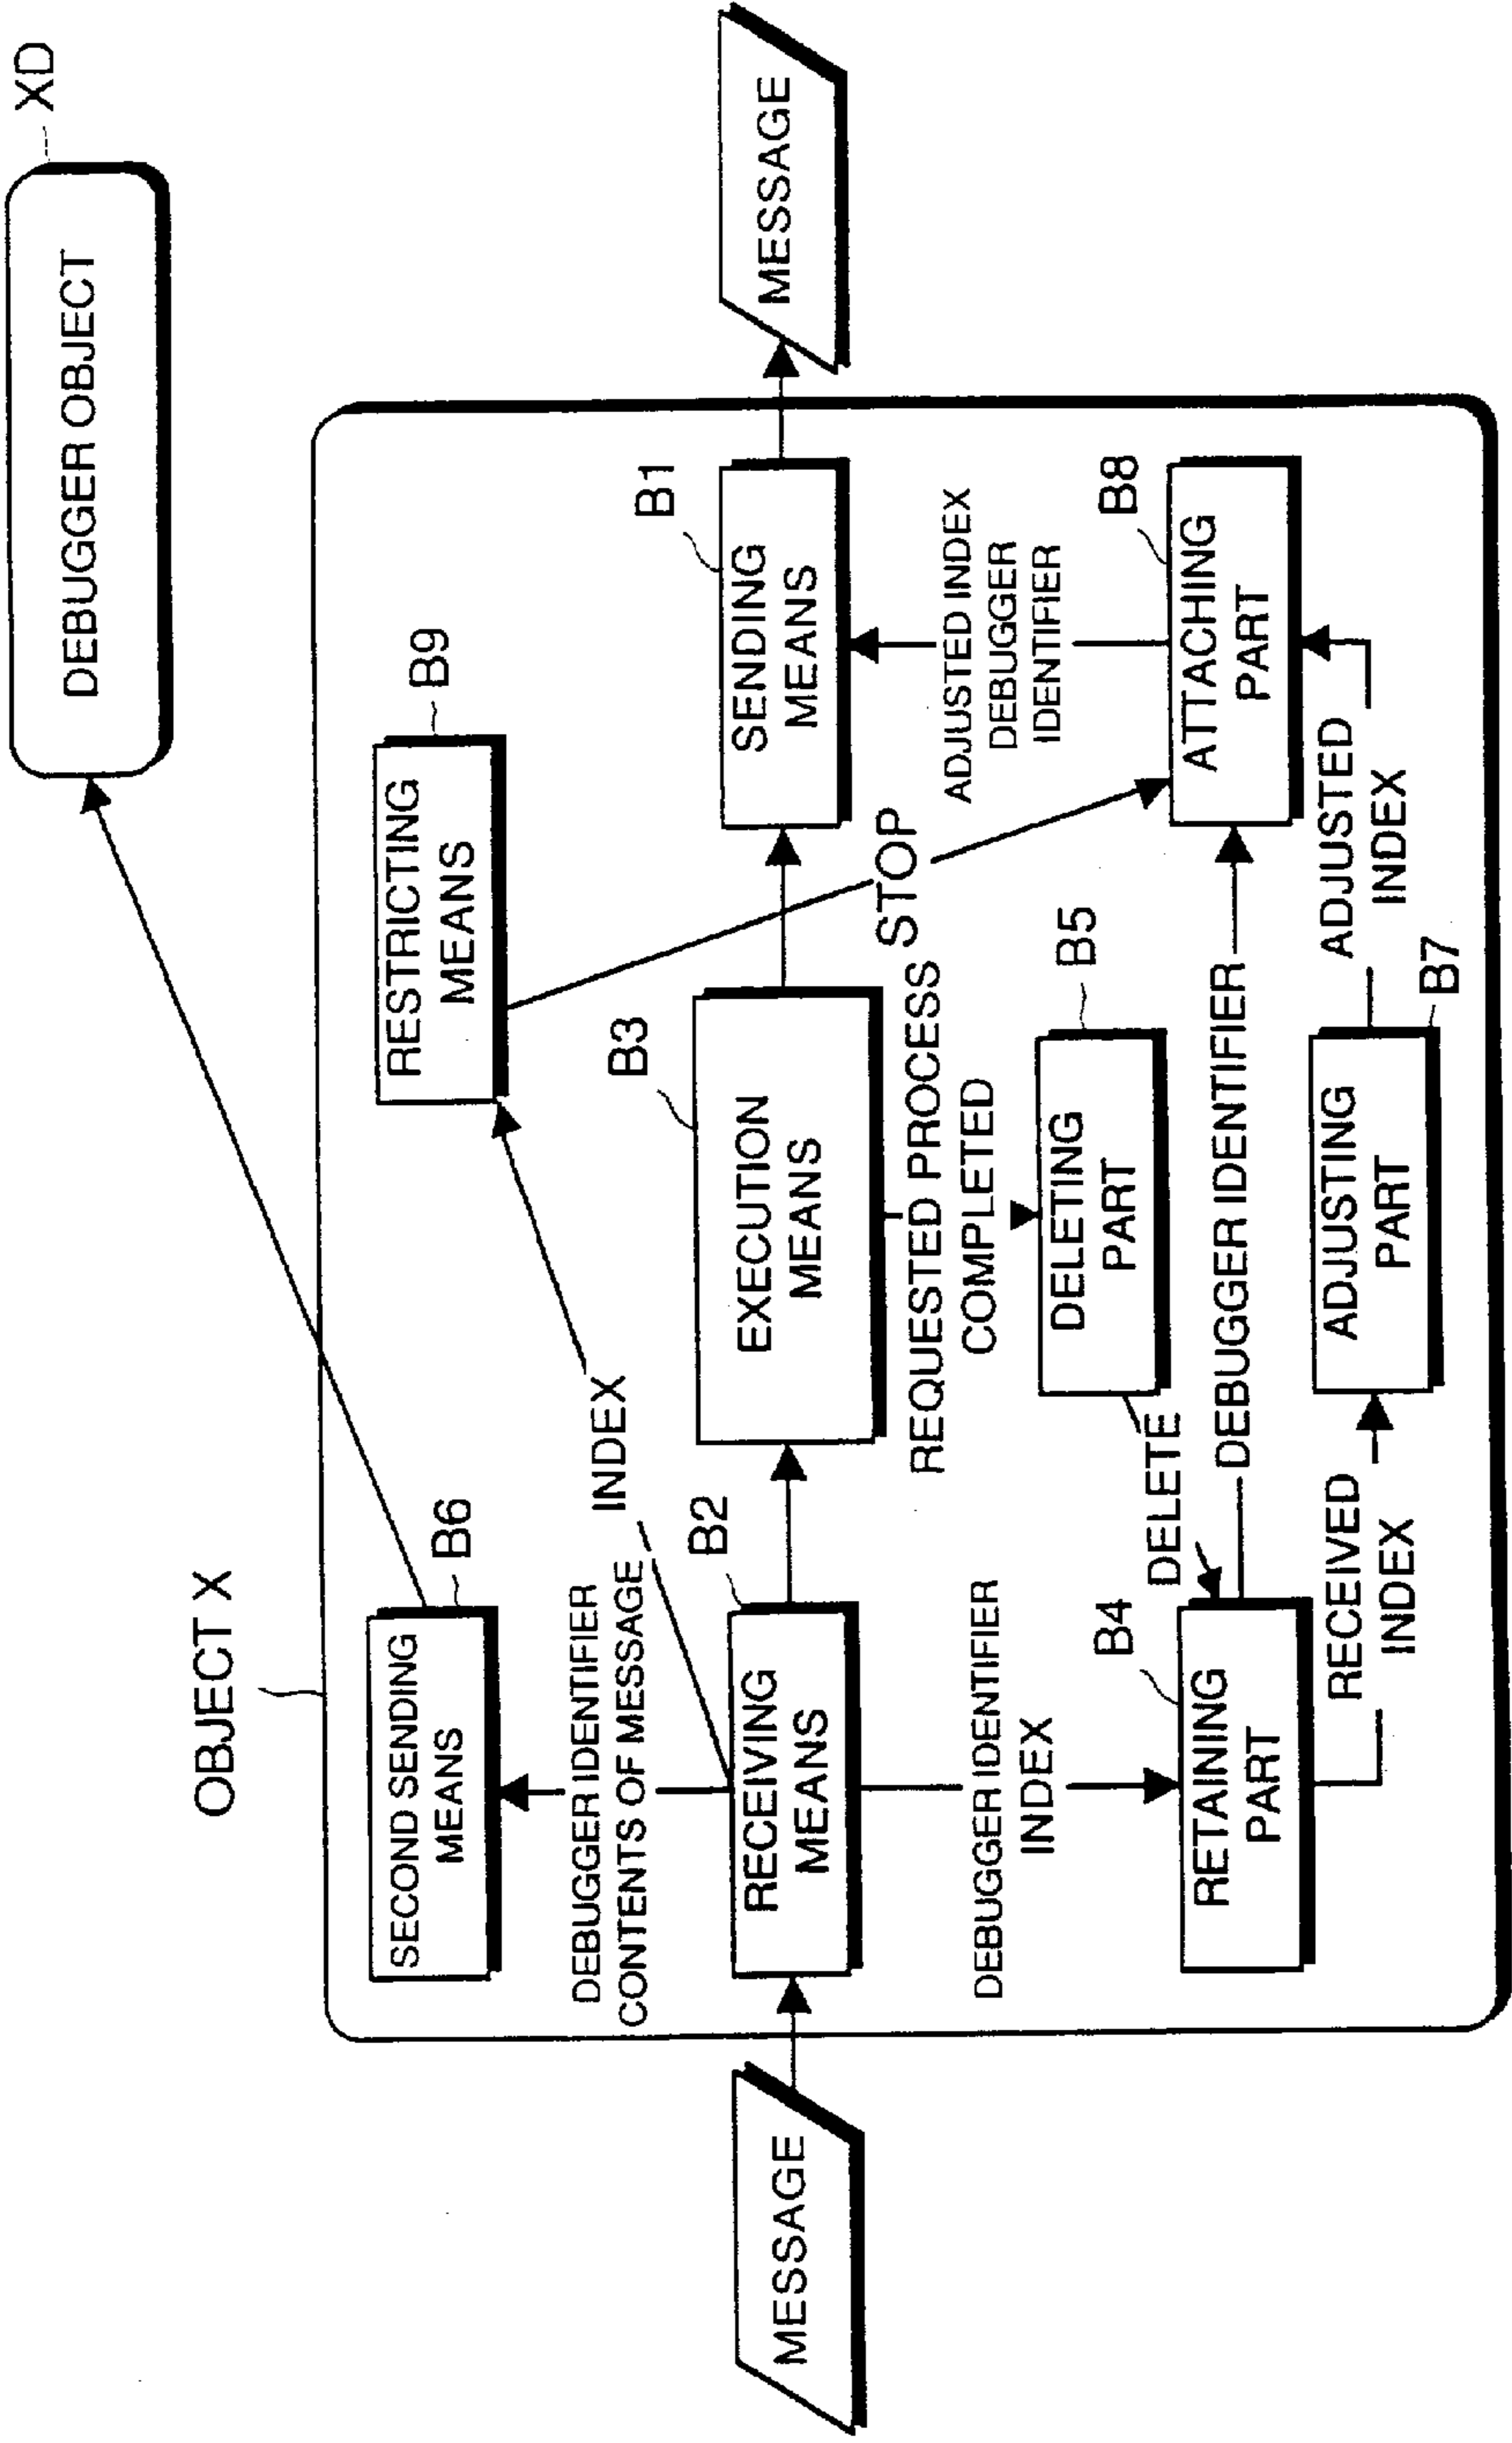 DEBUGGER OBJECT
XD
OBJECT X
SECOND SENDING
MEANS
B6
RESTRICTING
MEANS
B9
DEBUGGER IDENTIFIER
CONTENTS OF MESSAGE
INDEX
MESSAGE
RECEIVING
MEANS
B2
EXECUTION
MEANS
B3
SENDING
MEANS
B1
MESSAGE
STOP
REQUESTED PROCESS
COMPLETED
DEBUGGER IDENTIFIER
INDEX
ADJUSTED INDEX
DEBUGGER
IDENTIFIER
DELETING
PART
B5
DELETE
RETAINING
PART
B4
DEBUGGER IDENTIFIER
ATTACHING
PART
B8
RECEIVED
INDEX
ADJUSTING
PART
B7
ADJUSTED
INDEX